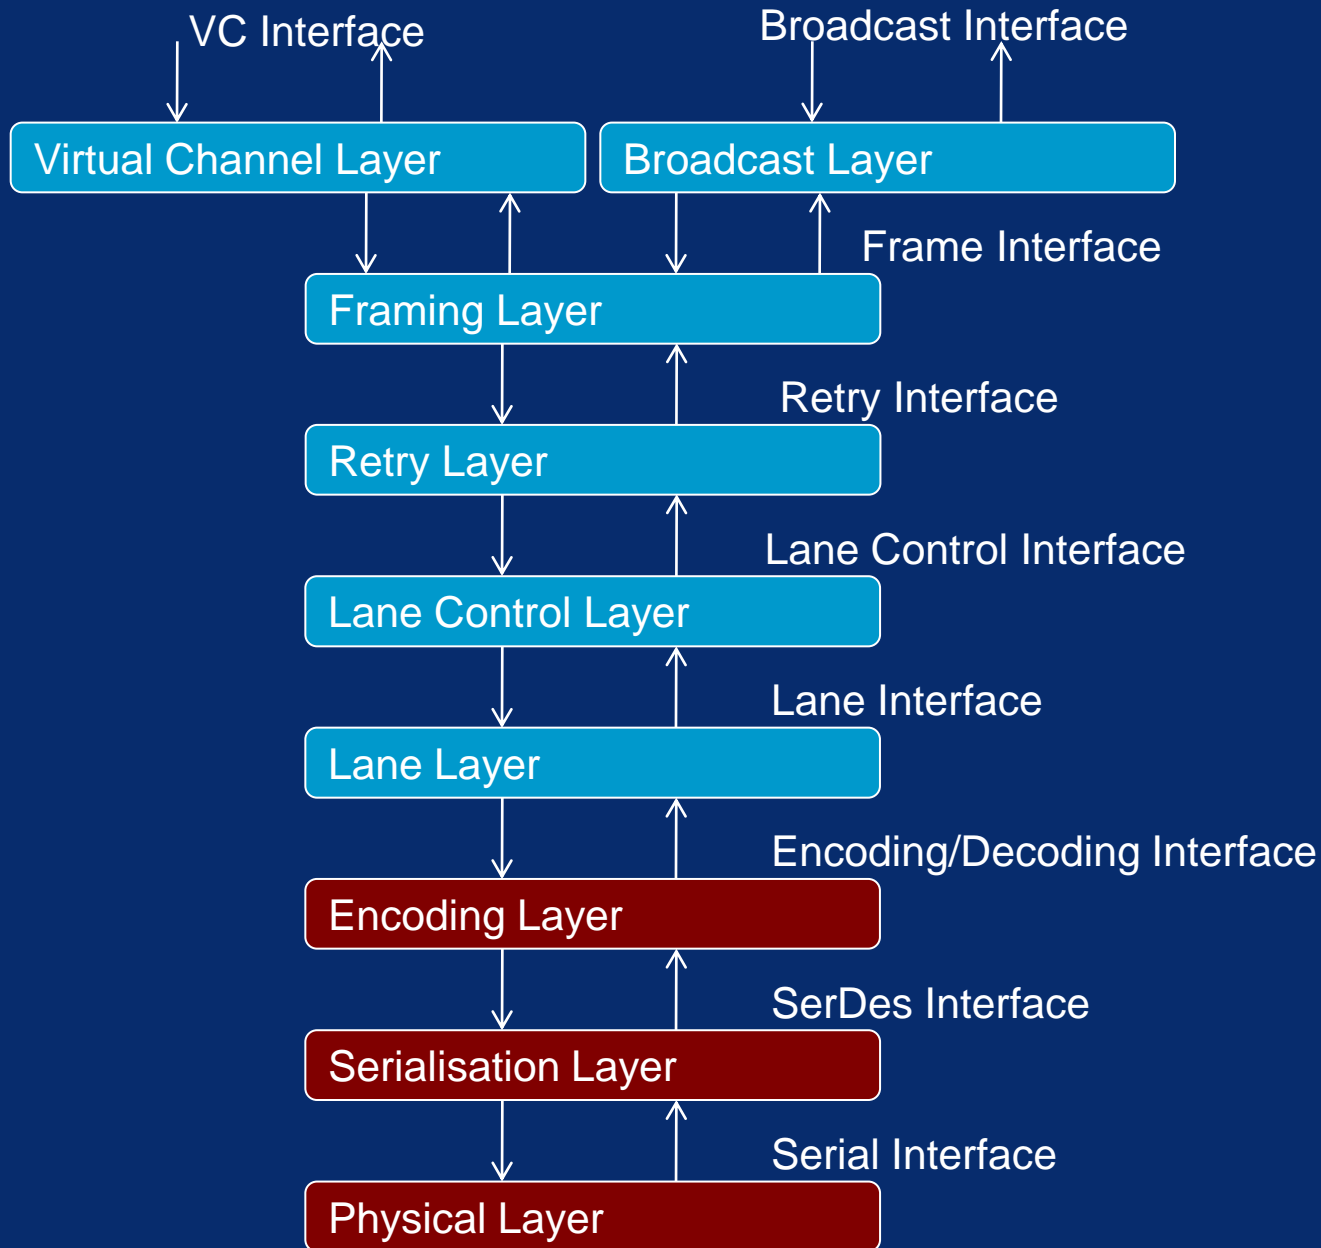 VC Interface
Broadcast Interface
Virtual Channel Layer
Broadcast Layer
Frame Interface
Framing Layer
Retry Interface
Retry Layer
Lane Control Interface
Lane Control Layer
Lane Interface
Lane Layer
Encoding/Decoding Interface
Encoding Layer
SerDes Interface
Serialisation Layer
Serial Interface
Physical Layer